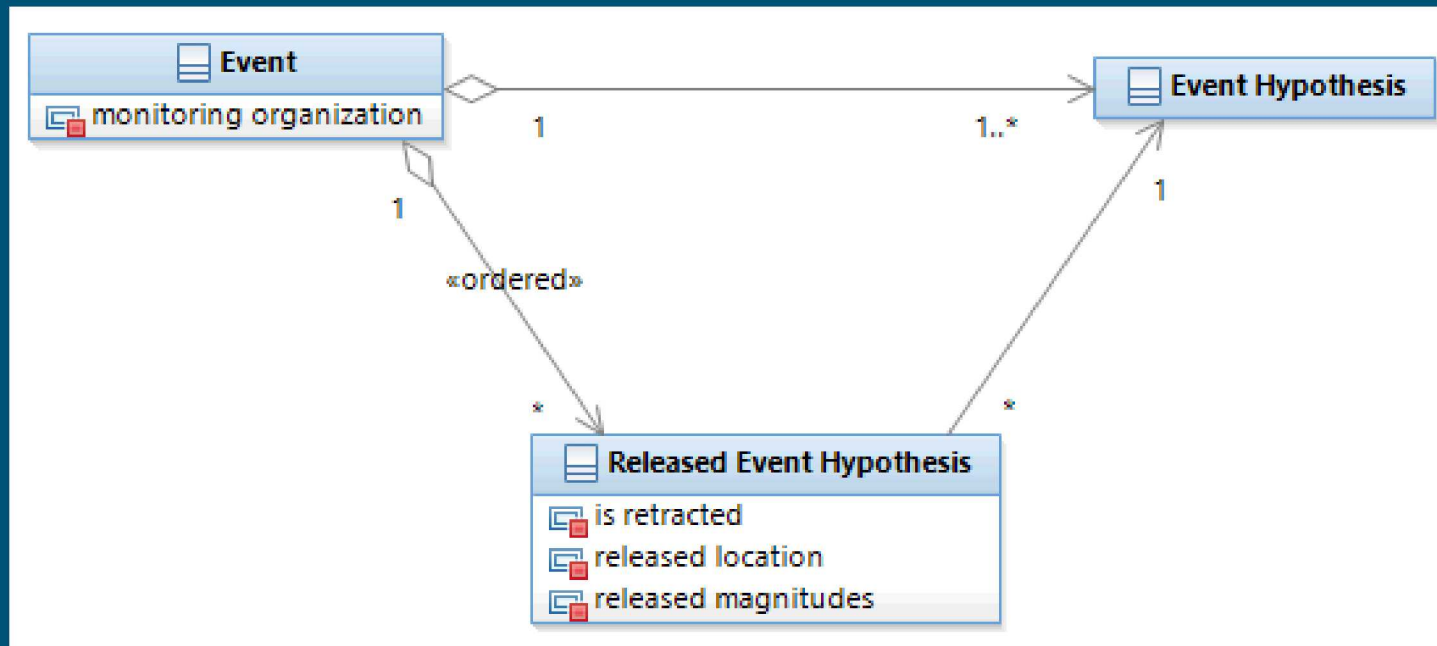 Event
monitoring organization
Event Hypothesis
1
1..*
1
1
«ordered»
*
*
Released Event Hypothesis
is retracted
released location
released magnitudes